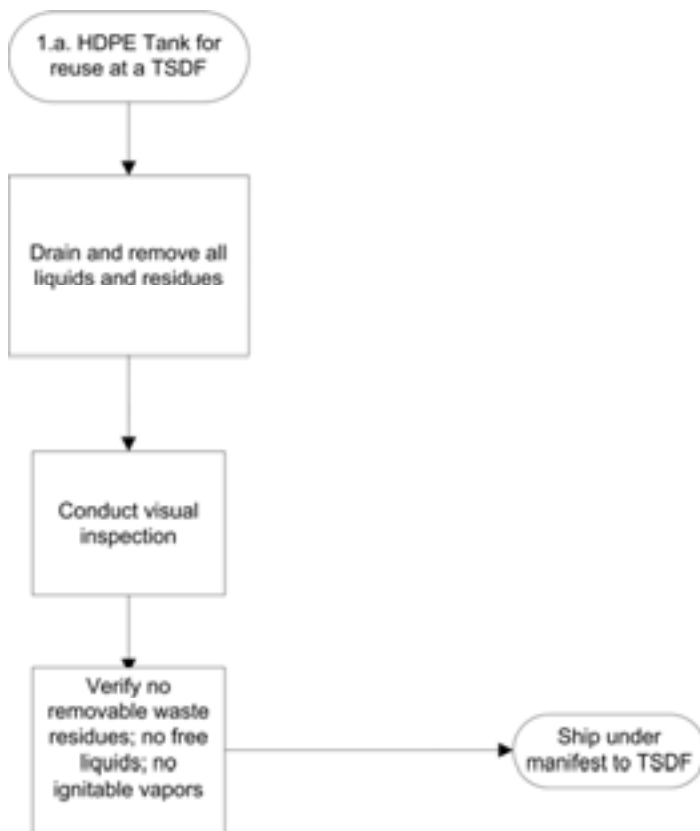 1.a. HDPE Tank for
reuse at a TSDF
Drain and remove all
liquids and residues
Conduct visual
inspection
Verify no
removable waste
residues; no free
liquids; no
ignitable vapors
Ship under
manifest to TSDF